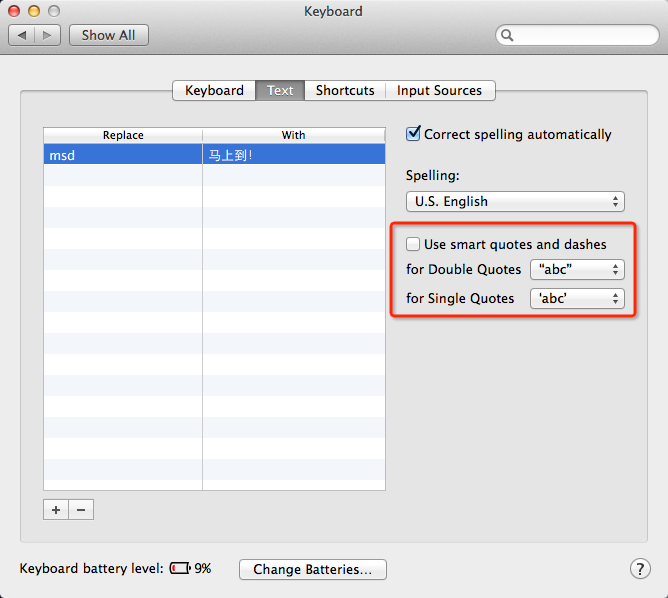 Keyboard
Show All
Keyboard Text Shortcuts Input Sources
Replace With
msd 马上到!
Correct spelling automatically
Spelling:
U.S. English
Use smart quotes and dashes
for Double Quotes “abc”
for Single Quotes ‘abc’
+ −
Keyboard battery level: 9% Change Batteries... ?